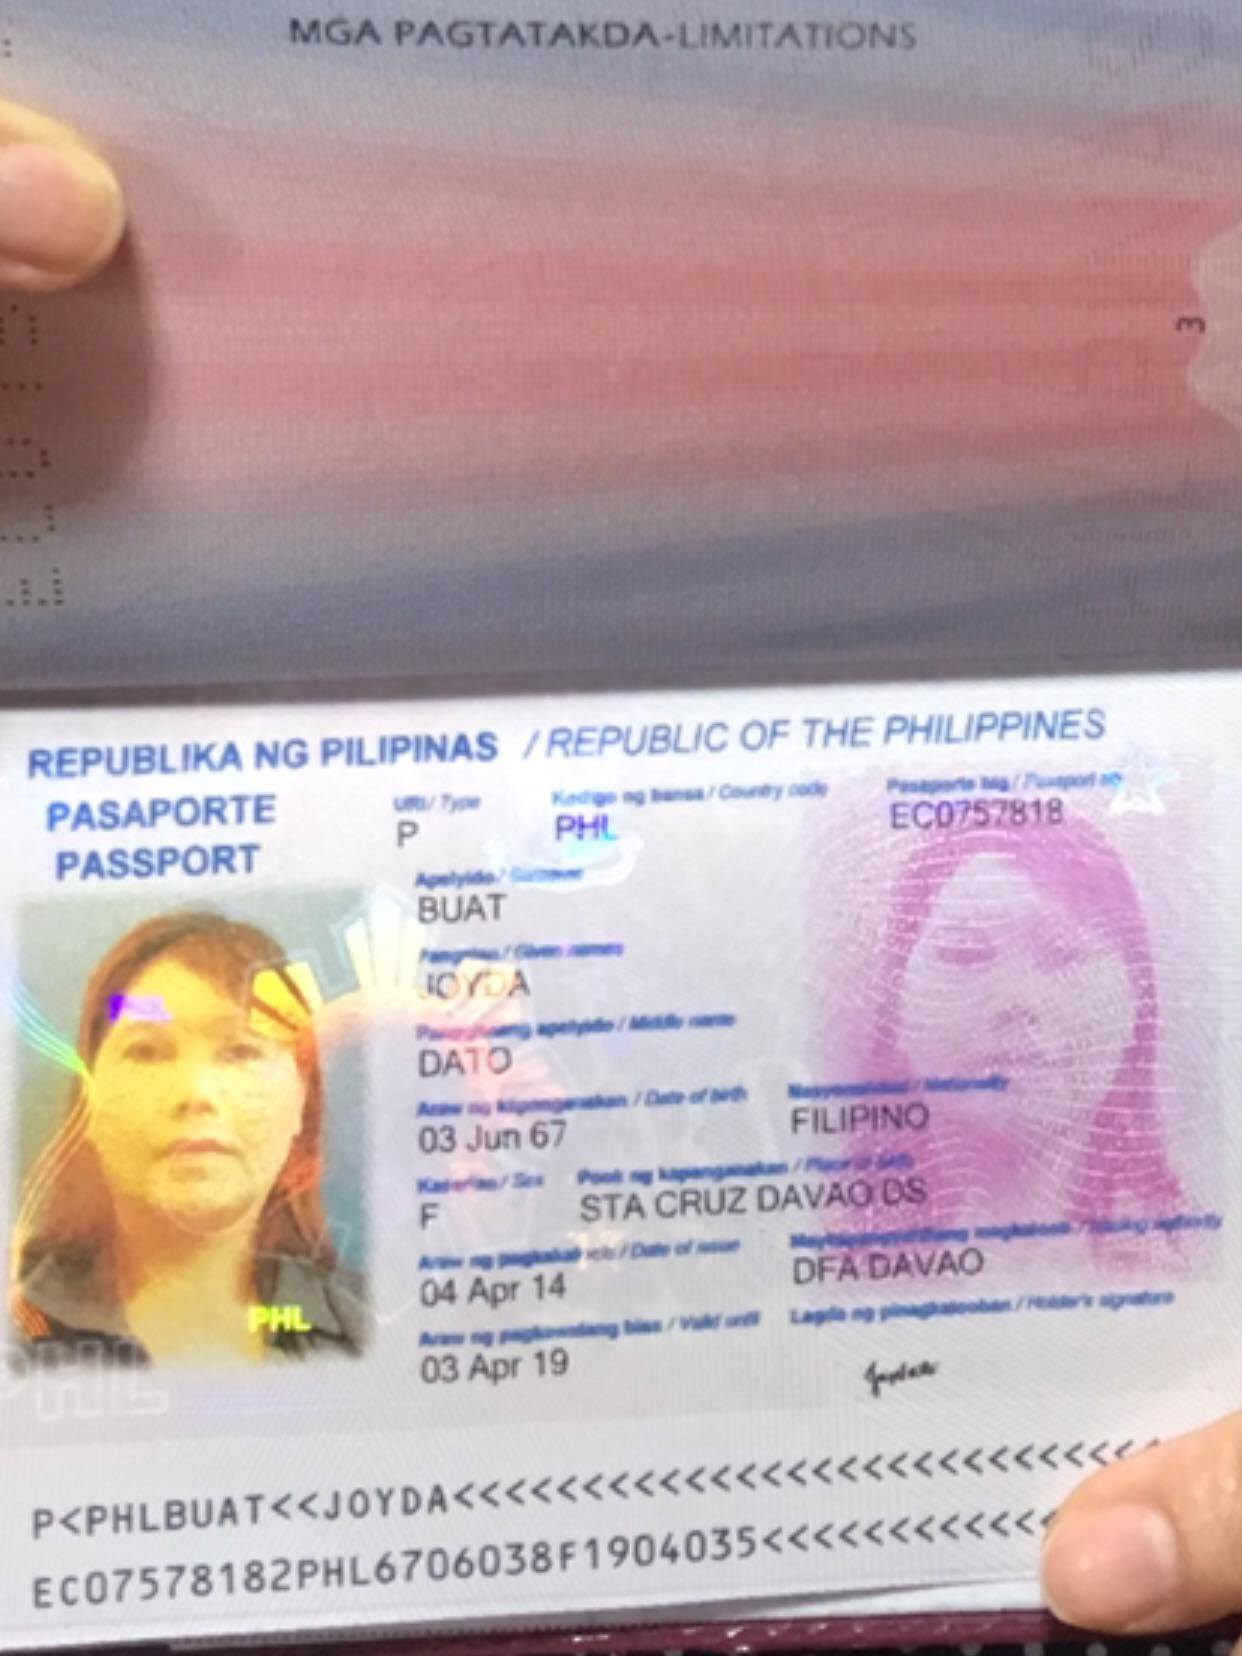 MGA PAGTATAKDA-LIMITATIONS
3
REPUBLIKA NG PILIPINAS / REPUBLIC OF THE PHILIPPINES
PASAPORTE
PASSPORT
URI/ Type
P
Kodigo ng bansa / Country code
PHL
Pasaporte blg / Passport no
EC0757818
Apelyido / Surname
BUAT
Pangalan / Given names
JOYDA
Panggitnang apelyido / Middle name
DATO
Araw ng kapanganakan / Date of birth
03 Jun 67
Nasyonalidad / Nationality
FILIPINO
Kasarian / Sex
F
Pook ng kapanganakan / Place of birth
STA CRUZ DAVAO DS
Araw ng pagkakaloob / Date of issue
04 Apr 14
Maykapangyarihang magkaloob / Issuing authority
DFA DAVAO
Araw ng pagkawalang bisa / Valid until
03 Apr 19
Lagda ng pinagkalooban / Holder's signature
PHL
PHL
PHL
P<PHLBUAT<<JOYDA<<<<<<<<<<<<<<<<<<<<<<<<<<<
EC07578182PHL6706038F1904035<<<<<<<<<<<<